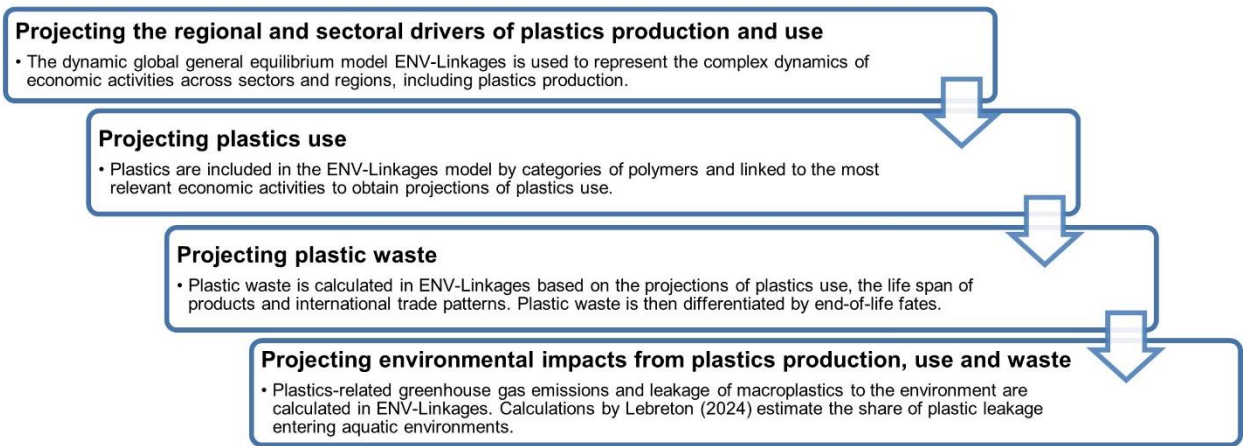 Projecting the regional and sectoral drivers of plastics production and use
• The dynamic global general equilibrium model ENV-Linkages is used to represent the complex dynamics of
economic activities across sectors and regions, including plastics production.
Projecting plastics use
• Plastics are included in the ENV-Linkages model by categories of polymers and linked to the most
relevant economic activities to obtain projections of plastics use.
Projecting plastic waste
• Plastic waste is calculated in ENV-Linkages based on the projections of plastics use, the life span of
products and international trade patterns. Plastic waste is then differentiated by end-of-life fates.
Projecting environmental impacts from plastics production, use and waste
• Plastics-related greenhouse gas emissions and leakage of macroplastics to the environment are
calculated in ENV-Linkages. Calculations by Lebreton (2024) estimate the share of plastic leakage
entering aquatic environments.